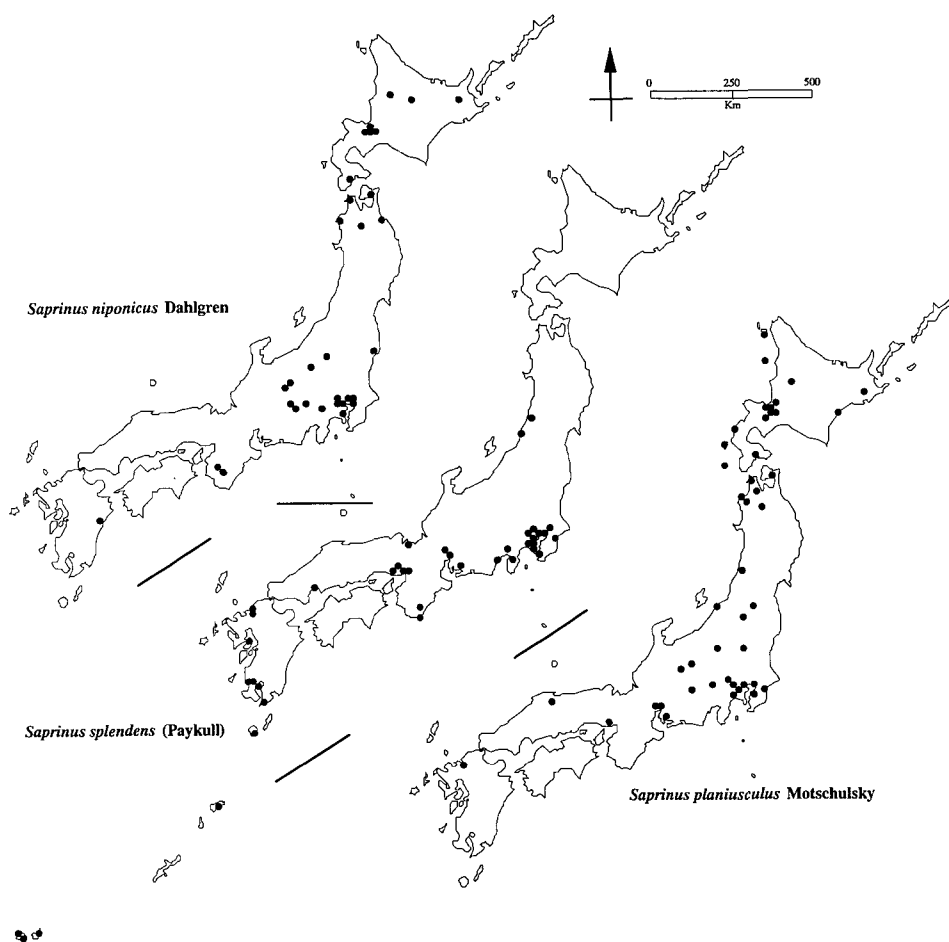 0 250 500
Km
Saprinus niponicus Dahlgren
Saprinus splendens (Paykull)
Saprinus planiusculus Motschulsky